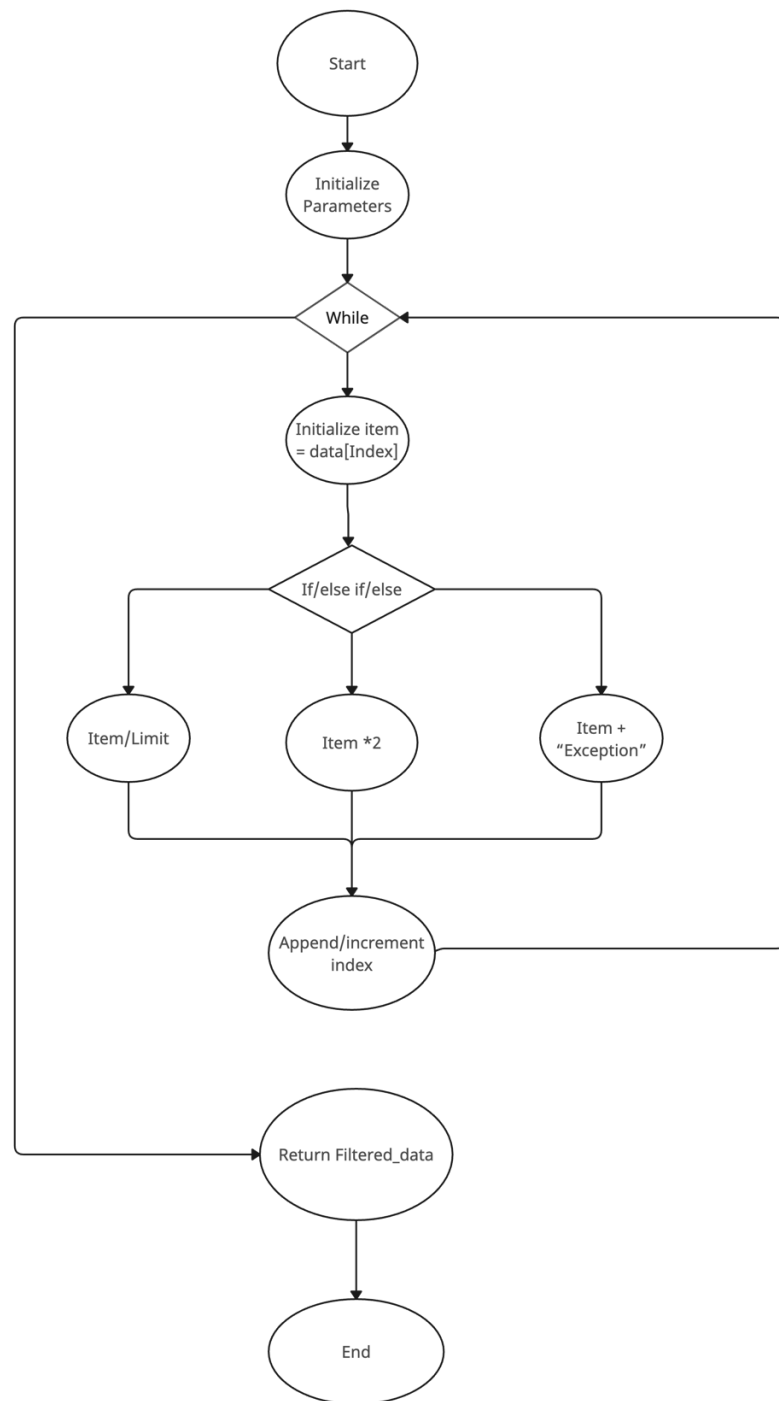 Start
Initialize
Parameters
While
Initialize item
= data[Index]
If/else if/else
Item/Limit
Item *2
Item +
“Exception”
Append/increment
index
Return Filtered_data
End